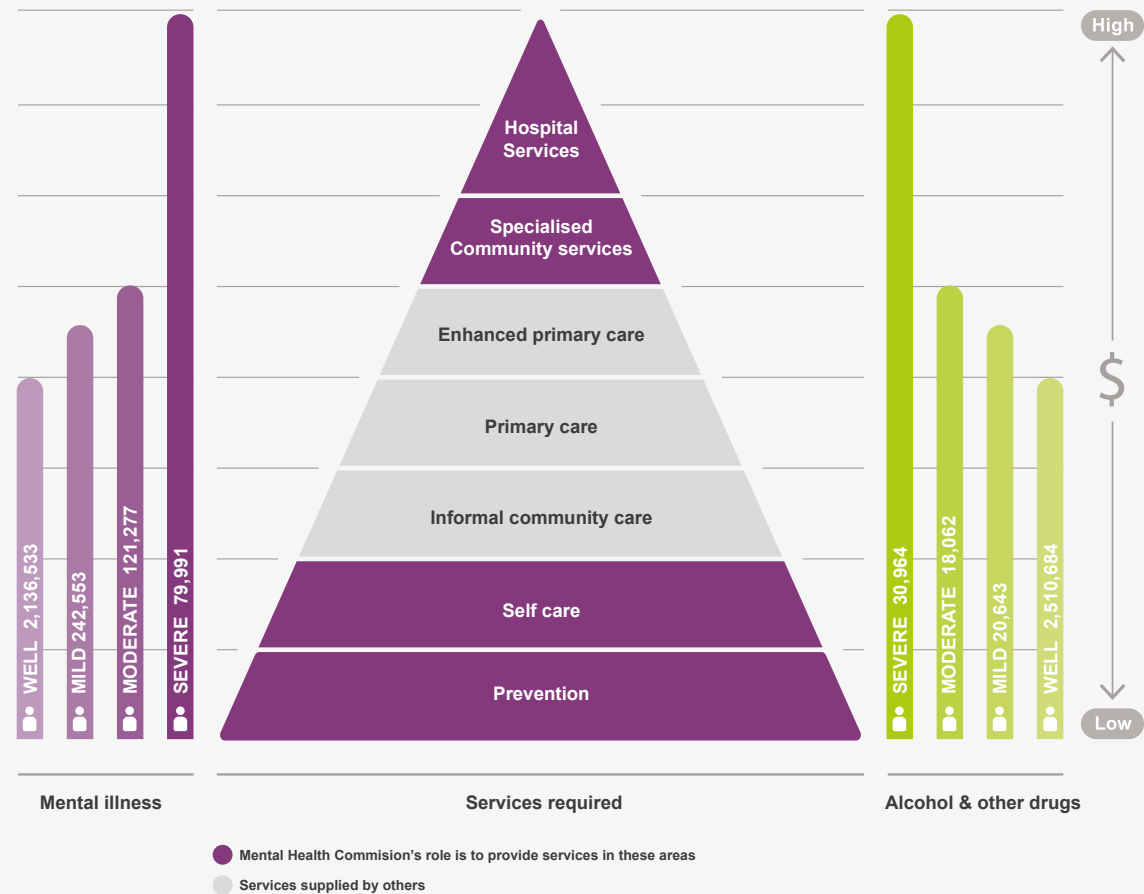 High
Hospital
Services
Specialised
Community services
Enhanced primary care
Primary care
Informal community care
Self care
Prevention
WELL 2,136,533
MILD 242,553
MODERATE 121,277
SEVERE 79,991
SEVERE 30,964
MODERATE 18,062
MILD 20,643
WELL 2,510,684
$
Low
Mental illness
Services required
Alcohol & other drugs
Mental Health Commision's role is to provide services in these areas
Services supplied by others